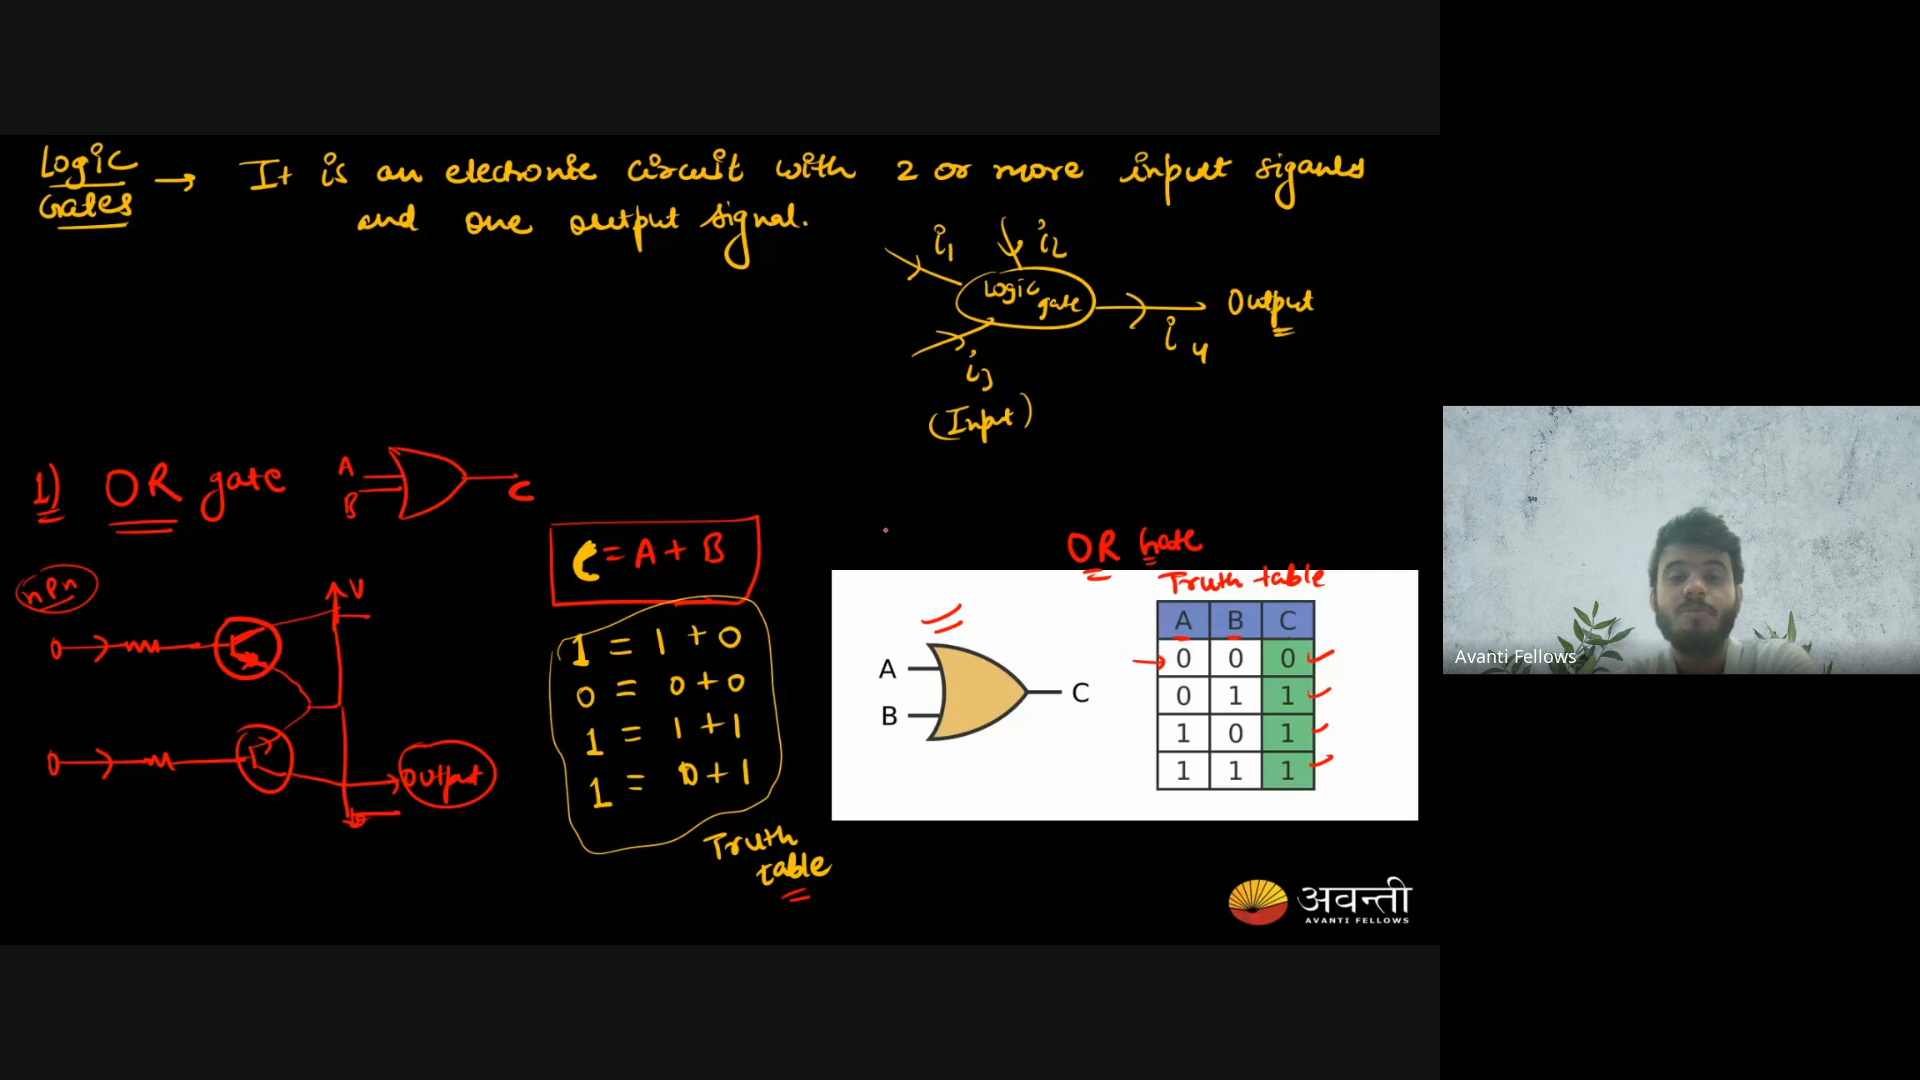 Logic Gates → It is an electronic circuit with 2 or more input siganls
and one output signal.
i1 i2
Logic gate
Output
i4
i3
(Input)
1) OR gate
A
B
C
npn
V
Output
C = A + B
1 = 1 + 0
0 = 0 + 0
1 = 1 + 1
1 = 0 + 1
Truth table
OR Gate
Truth table
A
B
C
A B C
0 0 0
0 1 1
1 0 1
1 1 1
अवन्ती
AVANTI FELLOWS
Avanti Fellows